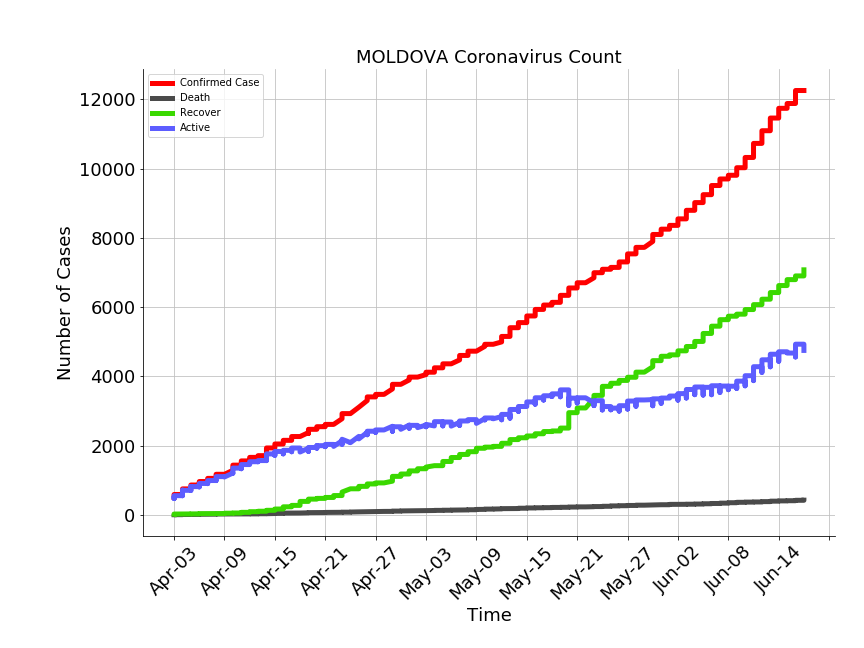 MOLDOVA Coronavirus Count
Confirmed Case
Death
Recover
Active
12000
10000
8000
6000
4000
2000
0
Number of Cases
Apr-03 Apr-09 Apr-15 Apr-21 Apr-27 May-03 May-09 May-15 May-21 May-27 Jun-02 Jun-08 Jun-14
Time